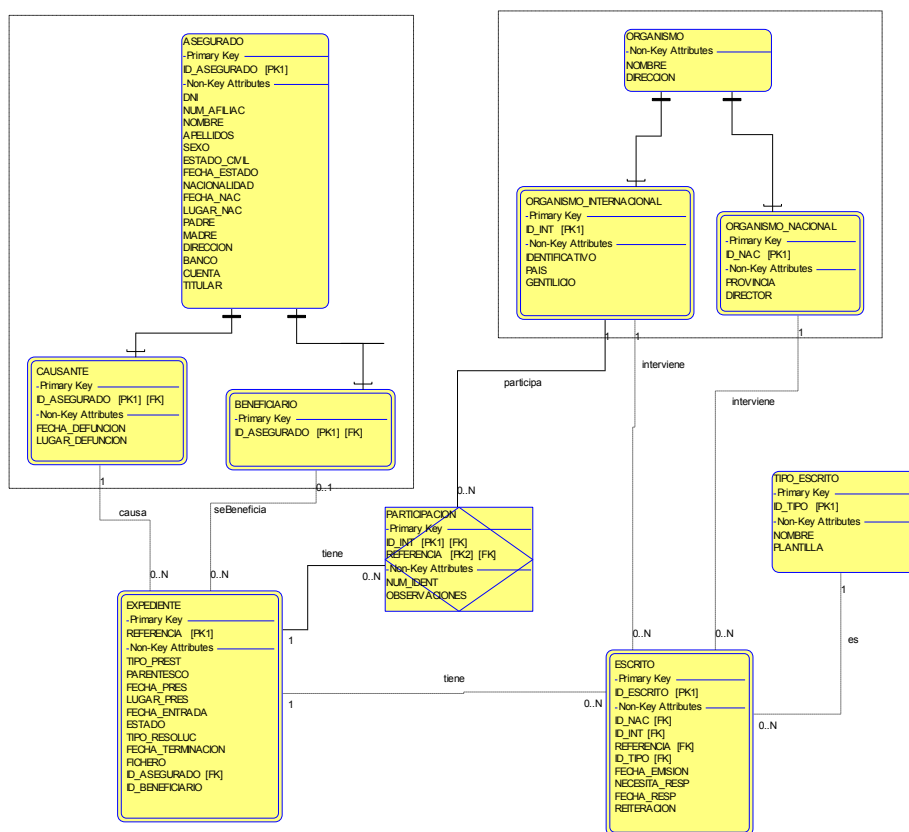 ASEGURADO
-Primary Key
ID_ASEGURADO [PK1]
-Non-Key Attributes
DNI
NUM_AFILIAC
NOMBRE
APELLIDOS
SEXO
ESTADO_CIVIL
FECHA_ESTADO
NACIONALIDAD
FECHA_NAC
LUGAR_NAC
PADRE
MADRE
DIRECCION
BANCO
CUENTA
TITULAR
ORGANISMO
-Non-Key Attributes
NOMBRE
DIRECCION
ORGANISMO_INTERNACIONAL
-Primary Key
ID_INT [PK1]
-Non-Key Attributes
IDENTIFICATIVO
PAIS
GENTILICIO
ORGANISMO_NACIONAL
-Primary Key
ID_NAC [PK1]
-Non-Key Attributes
PROVINCIA
DIRECTOR
CAUSANTE
-Primary Key
ID_ASEGURADO [PK1] [FK]
-Non-Key Attributes
FECHA_DEFUNCION
LUGAR_DEFUNCION
BENEFICIARIO
-Primary Key
ID_ASEGURADO [PK1] [FK]
1
1
1
participa
interviene
interviene
1
0..1
causa
seBeneficia
0..N
0..N
0..N
PARTICIPACION
-Primary Key
ID_INT [PK1] [FK]
REFERENCIA [PK2] [FK]
-Non-Key Attributes
NUM_IDENT
OBSERVACIONES
tiene
0..N
1
TIPO_ESCRITO
-Primary Key
ID_TIPO [PK1]
-Non-Key Attributes
NOMBRE
PLANTILLA
1
es
0..N
0..N
0..N
EXPEDIENTE
-Primary Key
REFERENCIA [PK1]
-Non-Key Attributes
TIPO_PREST
PARENTESCO
FECHA_PRES
LUGAR_PRES
FECHA_ENTRADA
ESTADO
TIPO_RESOLUC
FECHA_TERMINACION
FICHERO
ID_ASEGURADO [FK]
ID_BENEFICIARIO
tiene
1
0..N
ESCRITO
-Primary Key
ID_ESCRITO [PK1]
-Non-Key Attributes
ID_NAC [FK]
ID_INT [FK]
REFERENCIA [FK]
ID_TIPO [FK]
FECHA_EMISION
NECESITA_RESP
FECHA_RESP
REITERACION